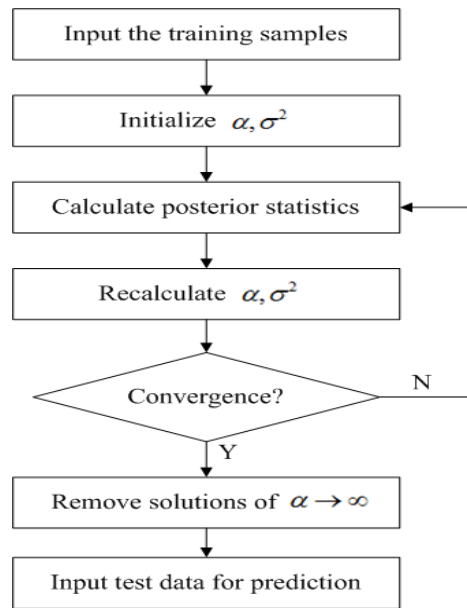 Input the training samples
Initialize α, σ²
Calculate posterior statistics
Recalculate α, σ²
Convergence?
N
Y
Remove solutions of α → ∞
Input test data for prediction